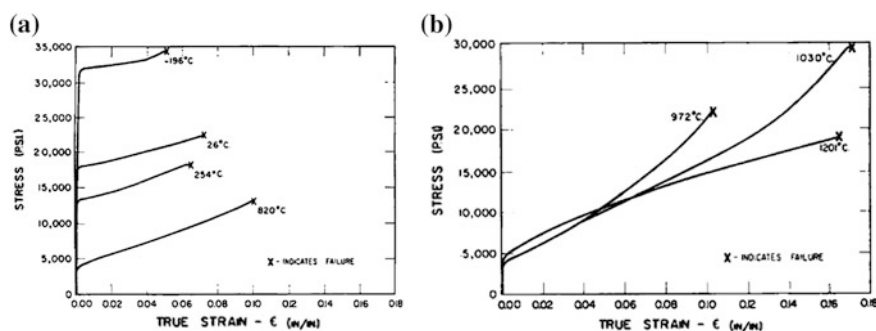 (a)
35,000
30,000
25,000
20,000
15,000
10,000
5,000
0
STRESS (P.S.I.)
-196°C
26°C
254°C
820°C
X - INDICATES FAILURE
0.00 0.02 0.04 0.06 0.08 0.10 0.12 0.14 0.16 0.18
TRUE STRAIN - ϵ (IN/IN)
(b)
30,000
25,000
20,000
15,000
10,000
5,000
0
STRESS (P.S.I.)
972°C.
1030°C.
1201°C.
X - INDICATES FAILURE
0.00 0.02 0.04 0.06 0.08 0.10 0.12 0.14 0.16 0.18
TRUE STRAIN - ϵ (IN/IN)